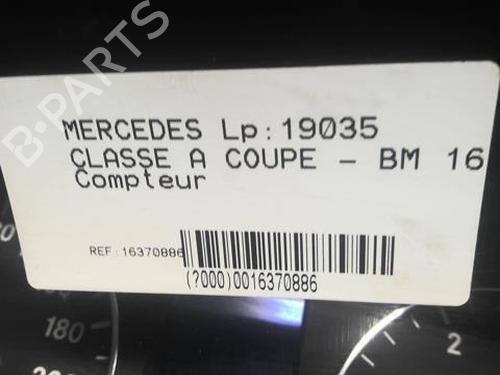 B-PARTS
MERCEDES Lp:19035
CLASSE A COUPE - BM 16
Compteur
REF:16370886
(?000)0016370886
180
2